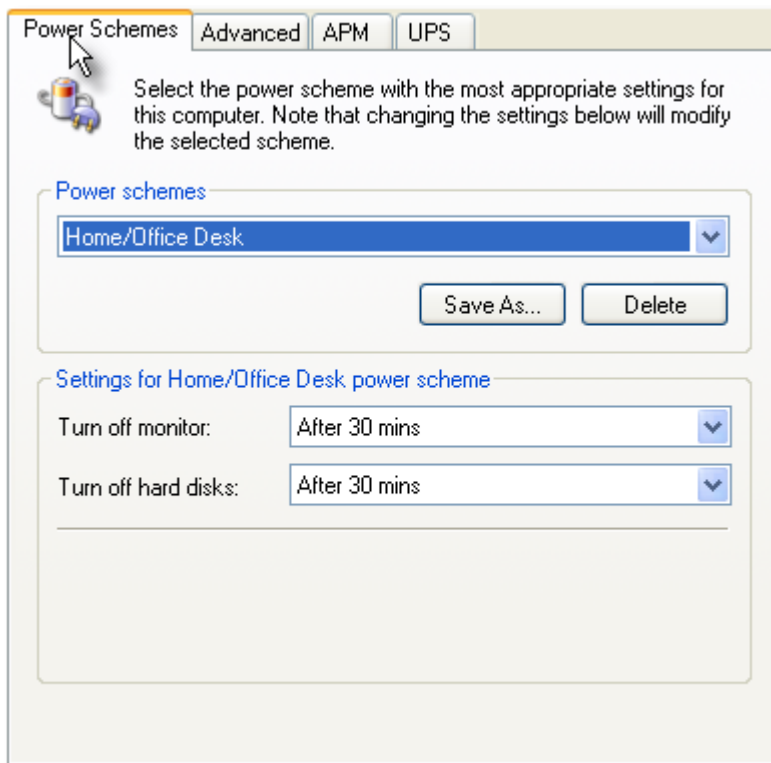 Power Schemes Advanced APM UPS
Select the power scheme with the most appropriate settings for
this computer. Note that changing the settings below will modify
the selected scheme.
Power schemes
Home/Office Desk
Save As... Delete
Settings for Home/Office Desk power scheme
Turn off monitor: After 30 mins
Turn off hard disks: After 30 mins